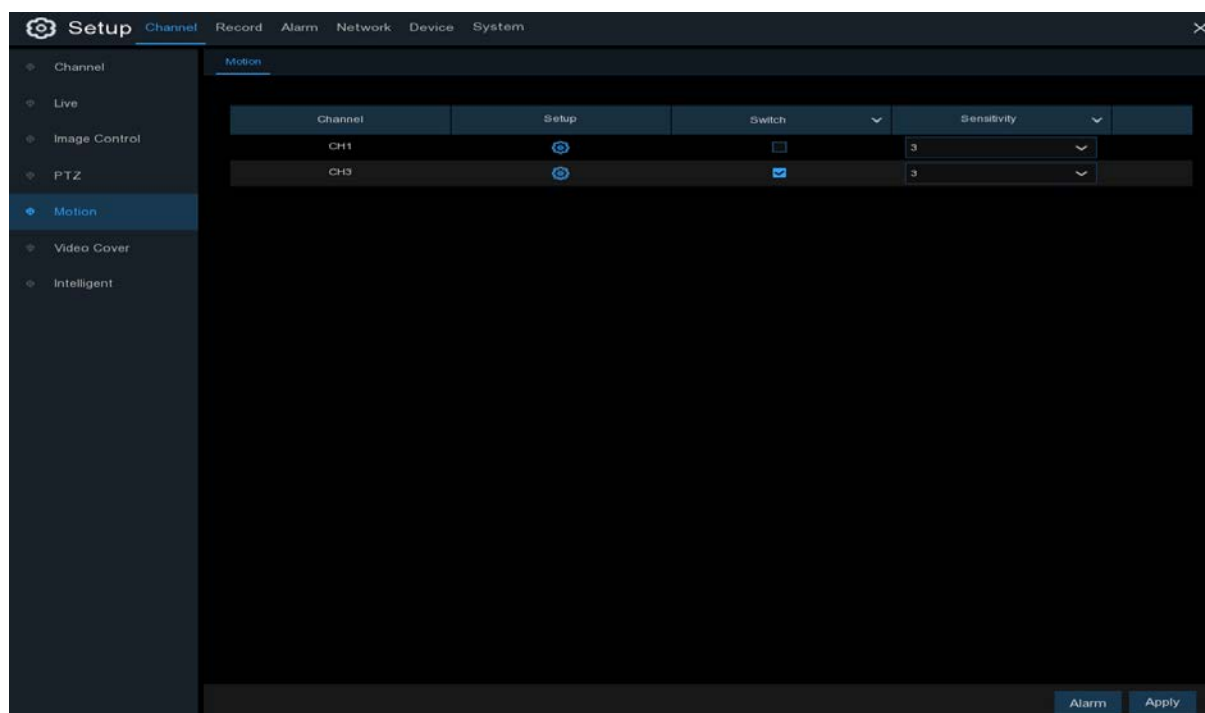 Setup Channel Record Alarm Network Device System
Channel
Live
Image Control
PTZ
Motion
Video Cover
Intelligent
Motion
Channel Setup Switch Sensitivity
CH1 3
CH3 3
Alarm Apply